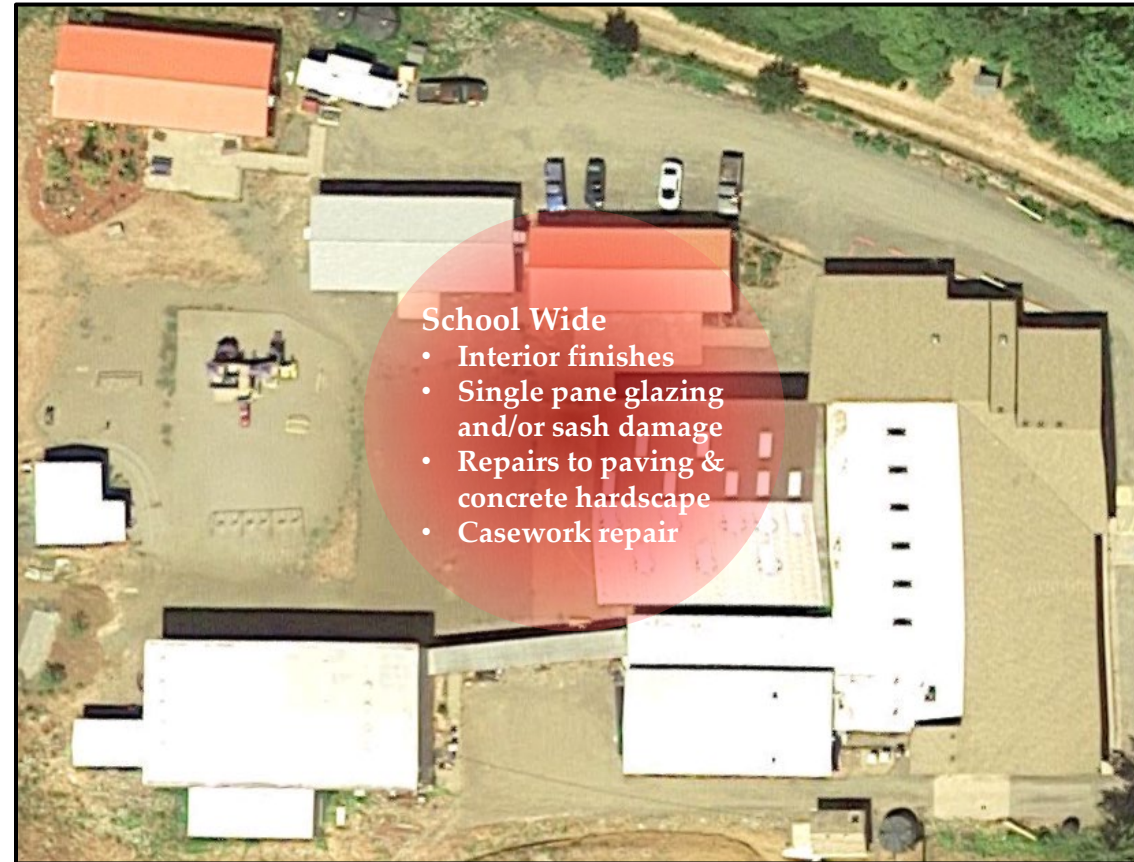 School Wide
• Interior finishes
• Single pane glazing
and/or sash damage
• Repairs to paving &
concrete hardscape
• Casework repair